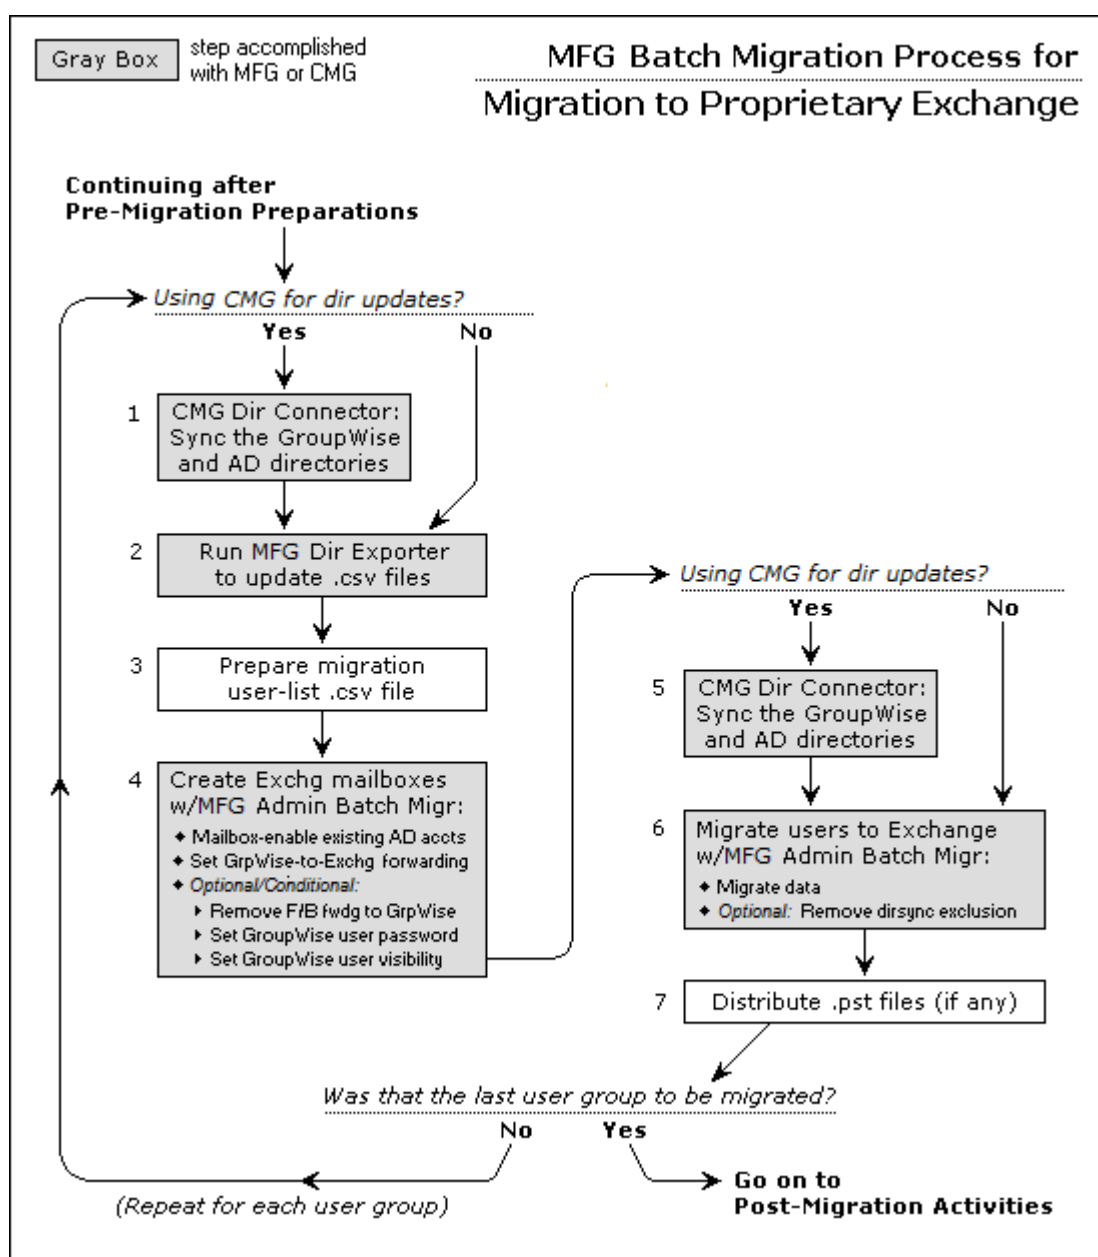 Gray Box
step accomplished
with MFG or CMG
MFG Batch Migration Process for
Migration to Proprietary Exchange
Continuing after
Pre-Migration Preparations
Using CMG for dir updates?
Yes
No
1
CMG Dir Connector:
Sync the GroupWise
and AD directories
2
Run MFG Dir Exporter
to update .csv files
3
Prepare migration
user-list .csv file
4
Create Exchg mailboxes
w/MFG Admin Batch Migr:
◆ Mailbox-enable existing AD accts
◆ Set GrpWise-to-Exchg forwarding
◆ Optional/Conditional:
▸ Remove F/B fwdg to GrpWise
▸ Set GroupWise user password
▸ Set GroupWise user visibility
Using CMG for dir updates?
Yes
No
5
CMG Dir Connector:
Sync the GroupWise
and AD directories
6
Migrate users to Exchange
w/MFG Admin Batch Migr:
◆ Migrate data
◆ Optional: Remove dirsync exclusion
7
Distribute .pst files (if any)
Was that the last user group to be migrated?
No
Yes
(Repeat for each user group)
Go on to
Post-Migration Activities